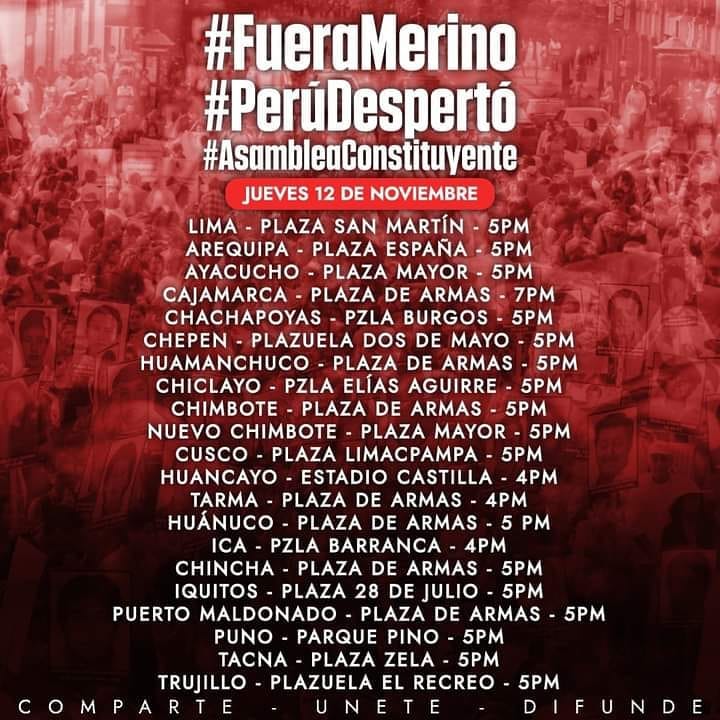 #FueraMerino
#PerúDespertó
#AsambleaConstituyente
JUEVES 12 DE NOVIEMBRE
LIMA - PLAZA SAN MARTÍN - 5PM
AREQUIPA - PLAZA ESPAÑA - 5PM
AYACUCHO - PLAZA MAYOR - 5PM
CAJAMARCA - PLAZA DE ARMAS - 7PM
CHACHAPOYAS - PZLA BURGOS - 5PM
CHEPEN - PLAZUELA DOS DE MAYO - 5PM
HUAMANCHUCO - PLAZA DE ARMAS - 5PM
CHICLAYO - PZLA ELÍAS AGUIRRE - 5PM
CHIMBOTE - PLAZA DE ARMAS - 5PM
NUEVO CHIMBOTE - PLAZA MAYOR - 5PM
CUSCO - PLAZA LIMACPAMPA - 5PM
HUANCAYO - ESTADIO CASTILLA - 4PM
TARMA - PLAZA DE ARMAS - 4PM
HUÁNUCO - PLAZA DE ARMAS - 5 PM
ICA - PZLA BARRANCA - 4PM
CHINCHA - PLAZA DE ARMAS - 5PM
IQUITOS - PLAZA 28 DE JULIO - 5PM
PUERTO MALDONADO - PLAZA DE ARMAS - 5PM
PUNO - PARQUE PINO - 5PM
TACNA - PLAZA ZELA - 5PM
TRUJILLO - PLAZUELA EL RECREO - 5PM
COMPARTE - UNETE - DIFUNDE